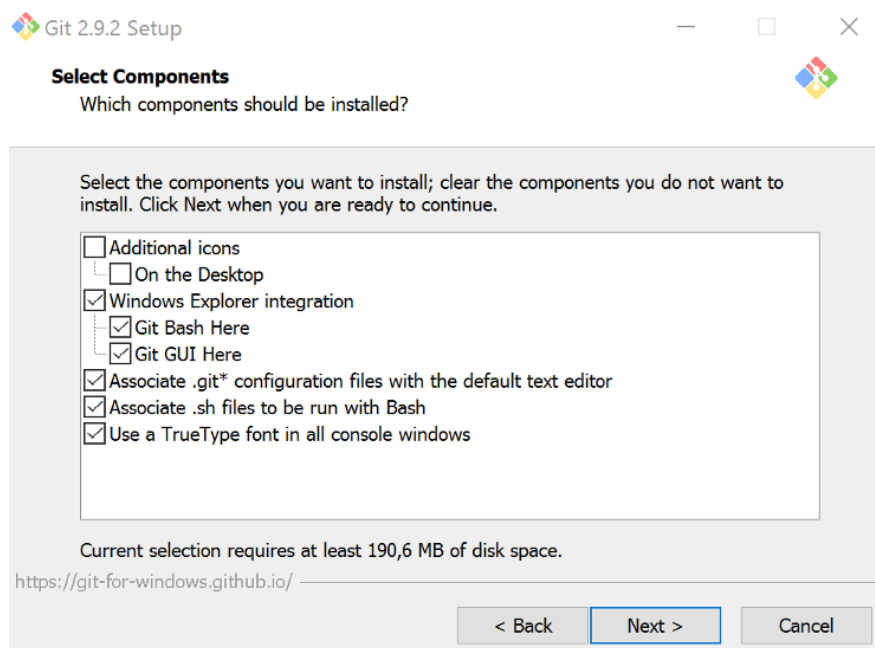 Git 2.9.2 Setup
Select Components
Which components should be installed?
Select the components you want to install; clear the components you do not want to
install. Click Next when you are ready to continue.
Additional icons
On the Desktop
Windows Explorer integration
Git Bash Here
Git GUI Here
Associate .git* configuration files with the default text editor
Associate .sh files to be run with Bash
Use a TrueType font in all console windows
Current selection requires at least 190,6 MB of disk space.
https://git-for-windows.github.io/
< Back Next > Cancel